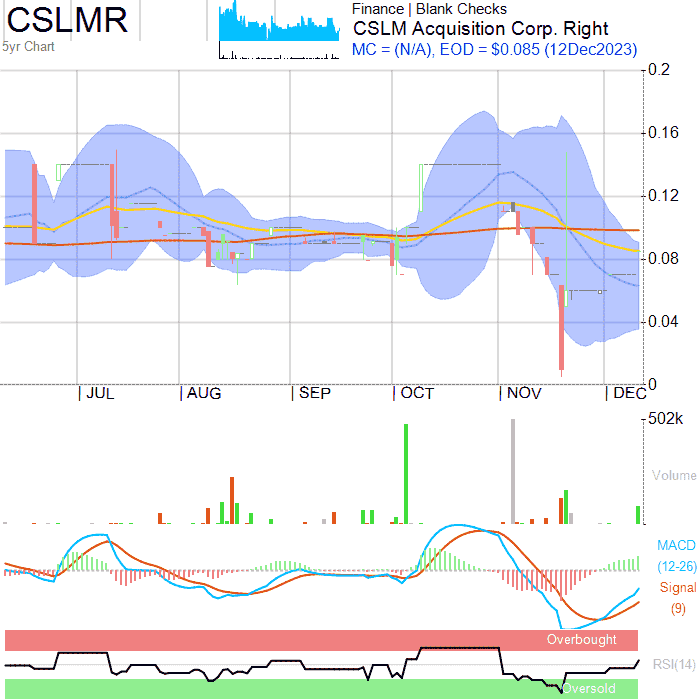 CSLMR
5yr Chart
Finance | Blank Checks
CSLM Acquisition Corp. Right
MC = (N/A), EOD = $0.085 (12Dec2023)
0.2
0.16
0.12
0.08
0.04
0
| JUL | AUG | SEP | OCT | NOV | DEC
502k
Volume
MACD
(12-26)
Signal
(9)
Overbought
RSI(14)
Oversold